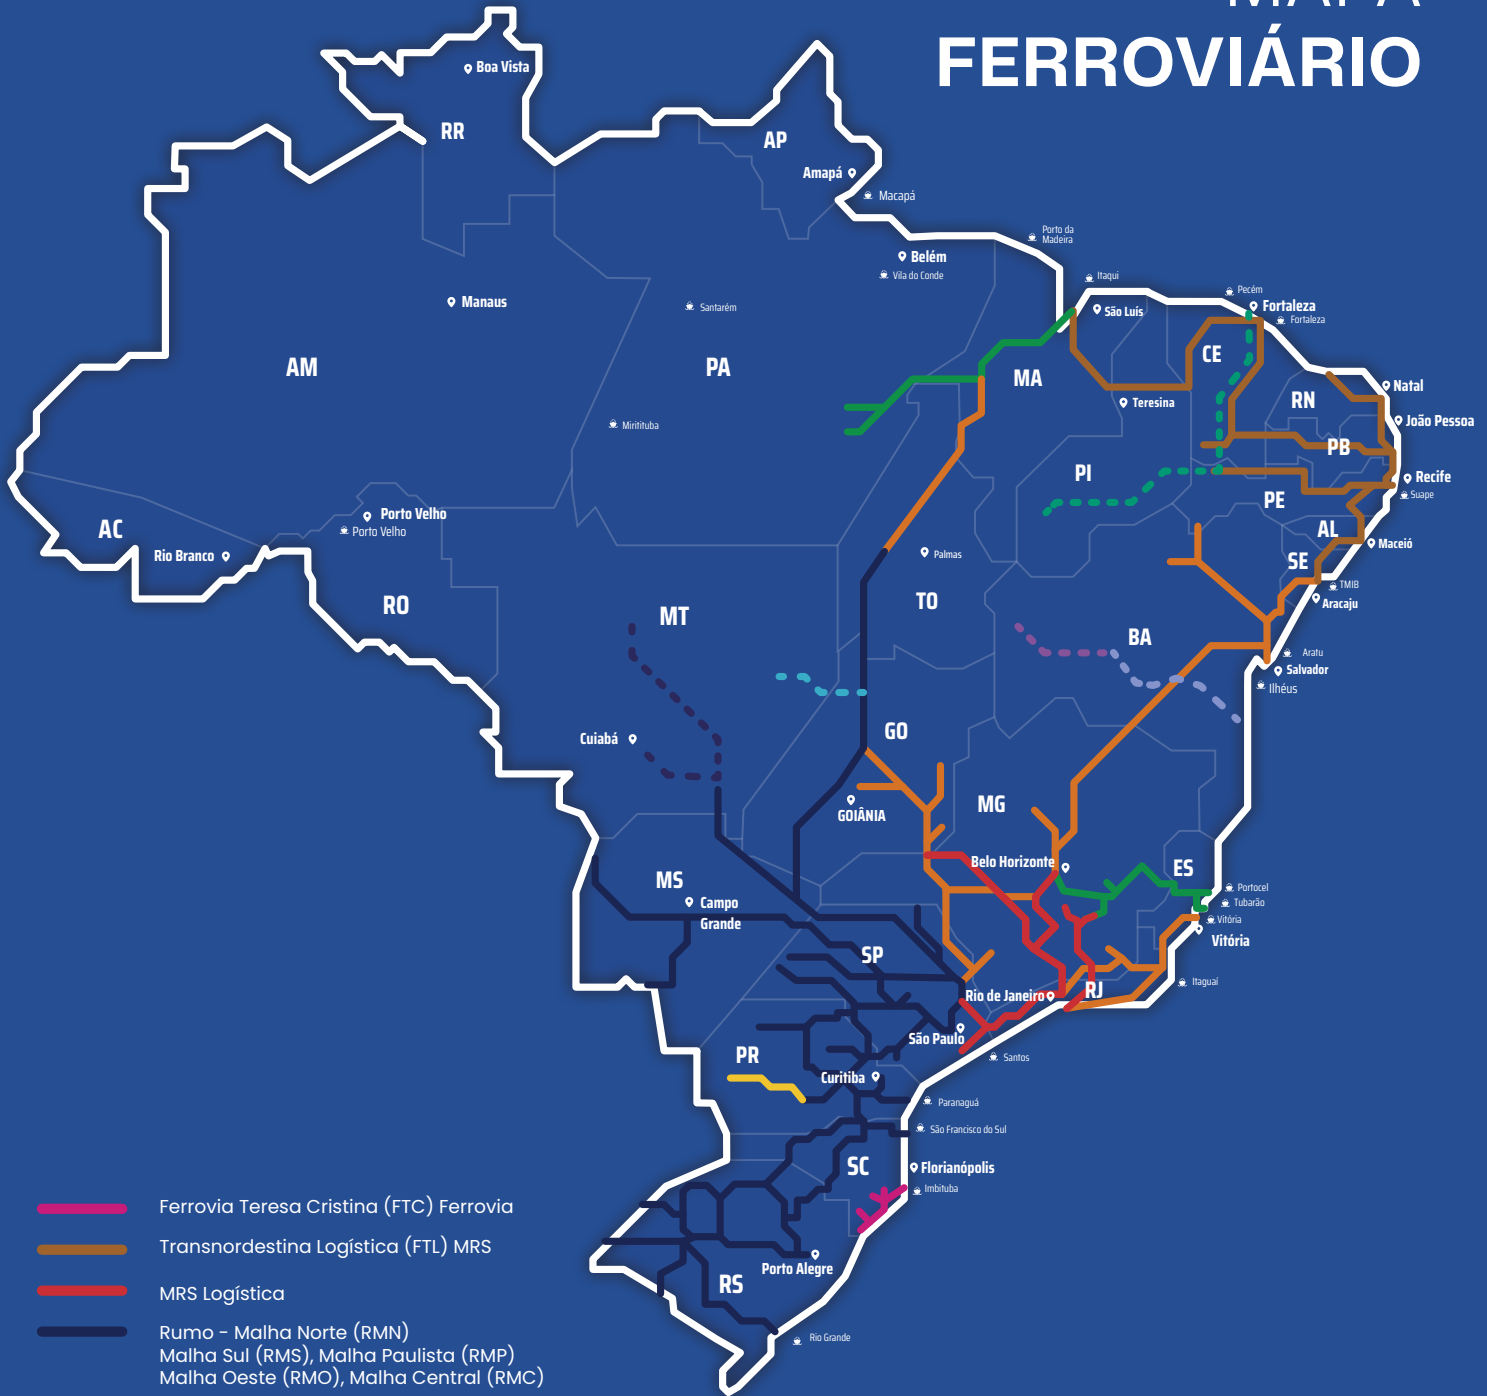 MAPA
FERROVIÁRIO
Boa Vista
RR
AP
Amapá
Macapá
Porto da
Madeira
Belém
Vila do Conde
Itaqui
São Luís
Pecém
Fortaleza
Fortaleza
Manaus
Santarém
AM
PA
MA
CE
Natal
RN
Teresina
João Pessoa
Miritituba
PB
PI
Recife
Suape
PE
Porto Velho
Porto Velho
AC
Rio Branco
AL
Maceió
Palmas
SE
TMIB
Aracaju
RO
MT
TO
BA
Aratu
Salvador
Ilhéus
Cuiabá
GO
GOIÂNIA
MG
Belo Horizonte
ES
MS
Campo
Grande
Portocel
Tubarão
Vitória
Vitória
SP
Itaguaí
Rio de Janeiro
RJ
São Paulo
Santos
PR
Curitiba
Paranaguá
São Francisco do Sul
SC
Florianópolis
Imbituba
Porto Alegre
RS
Rio Grande
Ferrovia Teresa Cristina (FTC) Ferrovia
Transnordestina Logística (FTL) MRS
MRS Logística
Rumo - Malha Norte (RMN)
Malha Sul (RMS), Malha Paulista (RMP)
Malha Oeste (RMO), Malha Central (RMC)